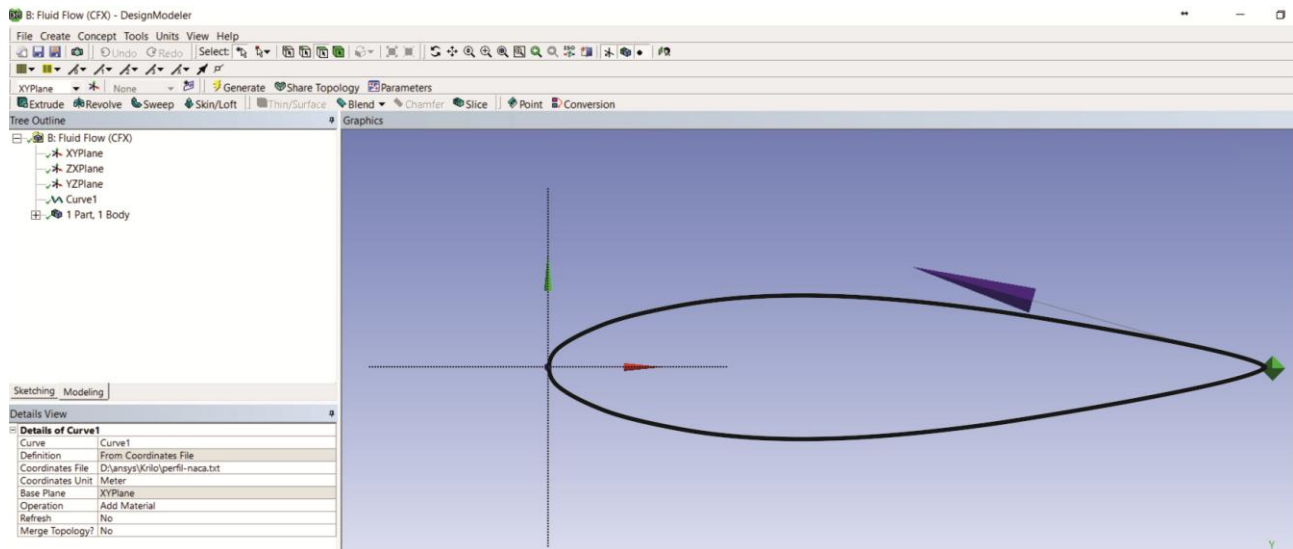 B: Fluid Flow (CFX) - DesignModeler
File Create Concept Tools Units View Help
Undo Redo Select:
XYPlane None Generate Share Topology Parameters
Extrude Revolve Sweep Skin/Loft Thin/Surface Blend Chamfer Slice Point Conversion
Tree Outline
Graphics
B: Fluid Flow (CFX)
XYPlane
ZXPlane
YZPlane
Curve1
1 Part, 1 Body
Sketching Modeling
Details View
Details of Curve1
Curve Curve1
Definition From Coordinates File
Coordinates File D:\ansys\Krilo\perfil-naca.txt
Coordinates Unit Meter
Base Plane XYPlane
Operation Add Material
Refresh No
Merge Topology? No
Y